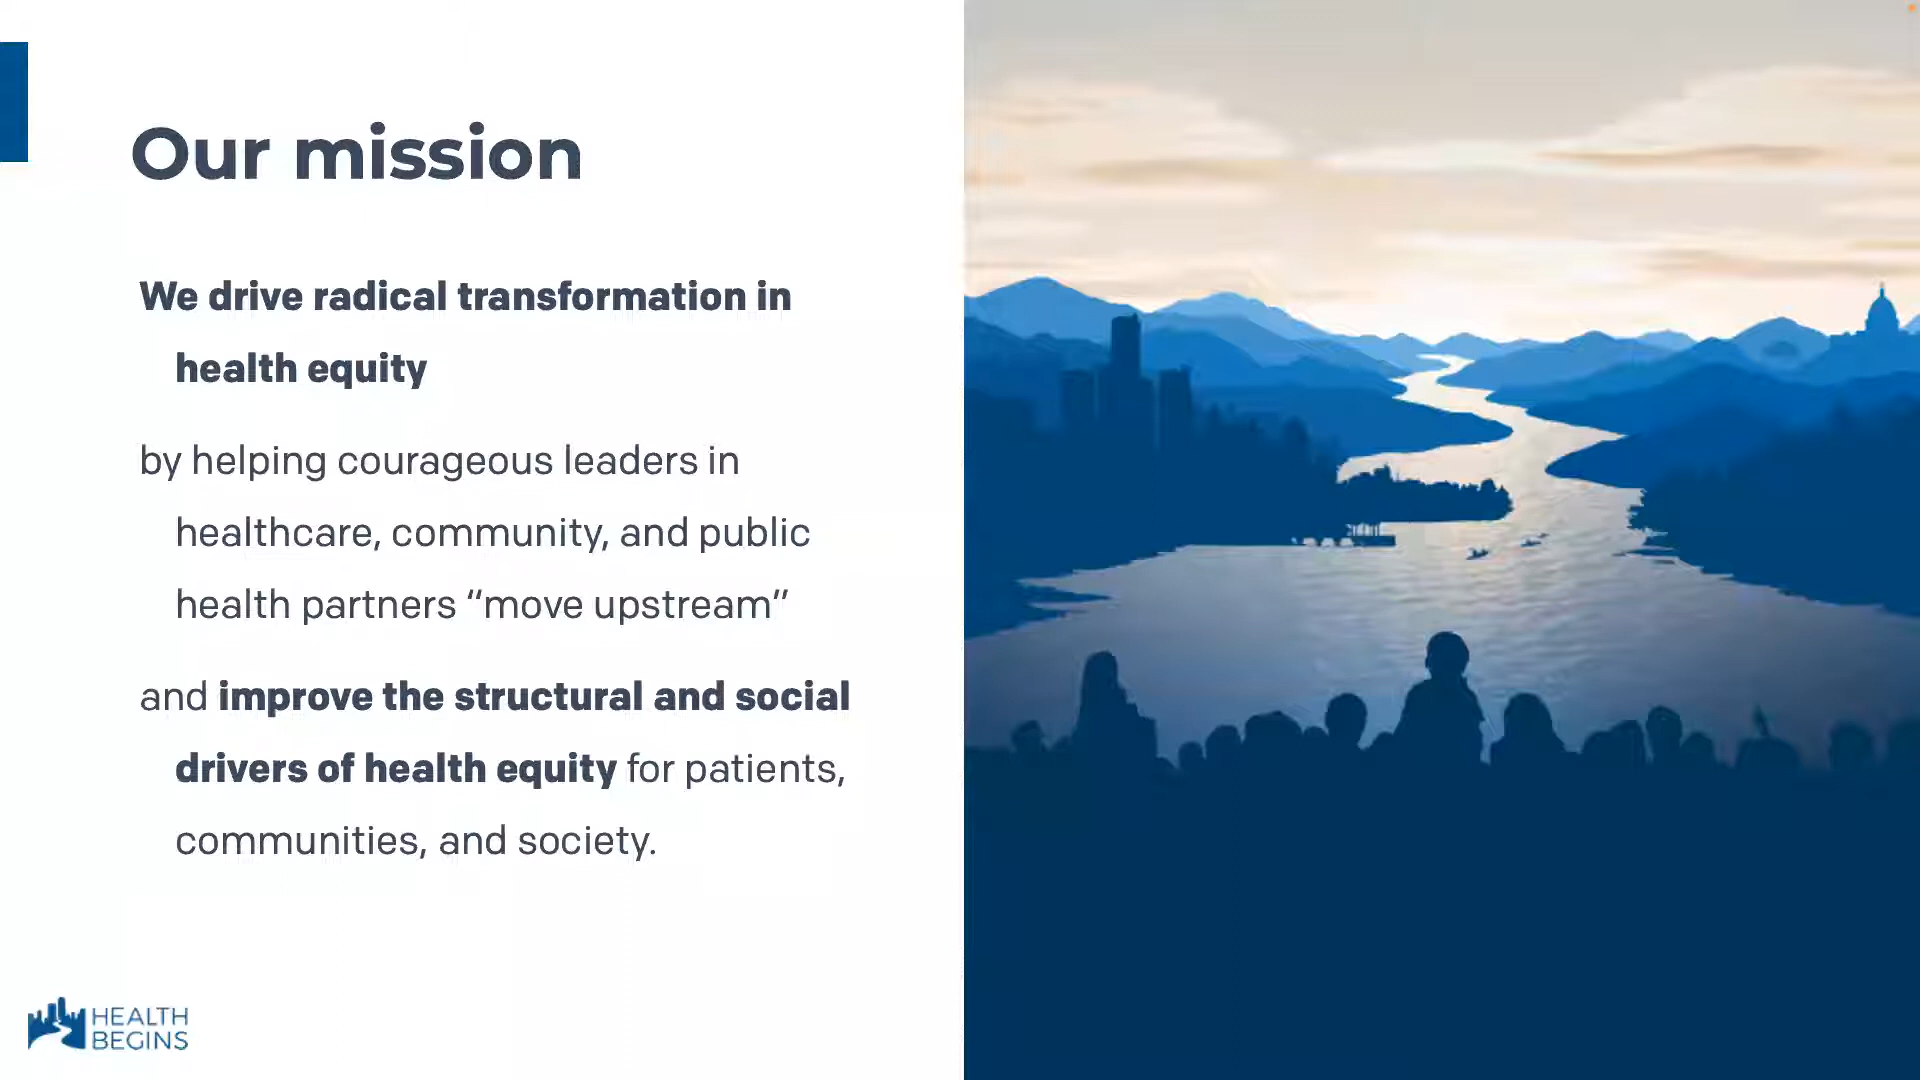 Our mission
We drive radical transformation in
health equity
by helping courageous leaders in
healthcare, community, and public
health partners “move upstream”
and improve the structural and social
drivers of health equity for patients,
communities, and society.
HEALTH
BEGINS